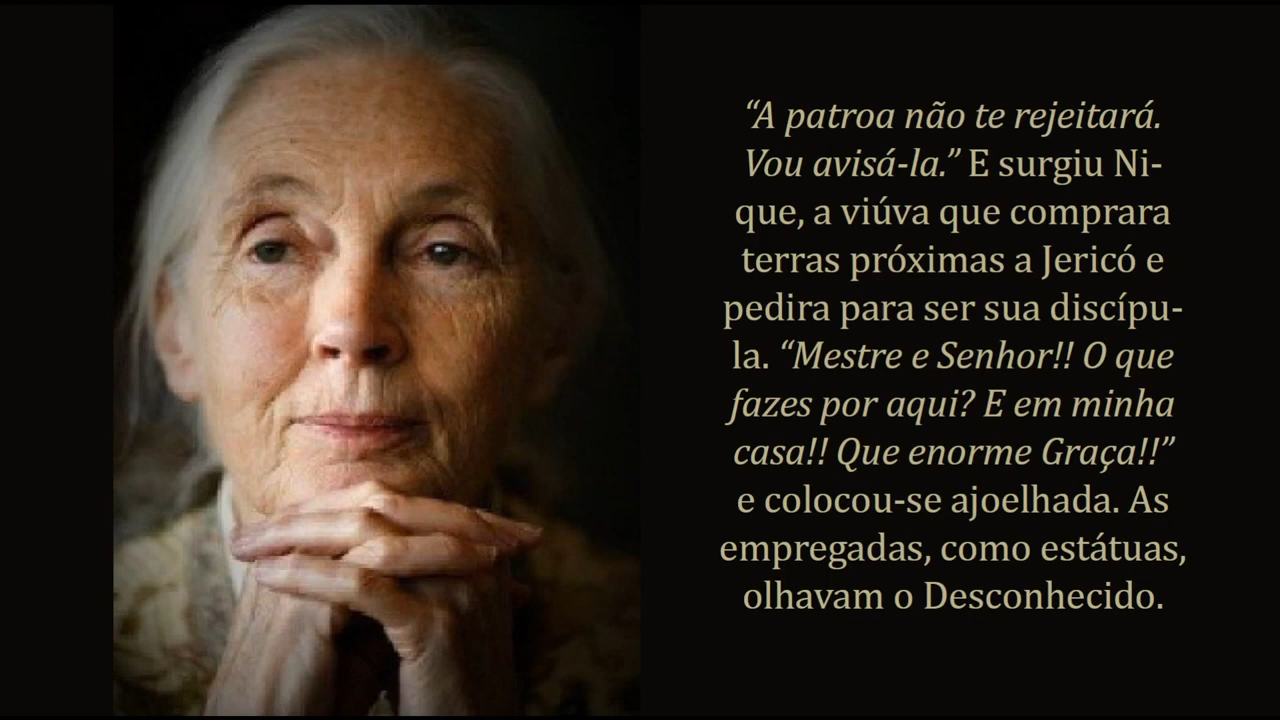 “A patroa não te rejeitará.
Vou avisá-la.” E surgiu Ni-
que, a viúva que comprara
terras próximas a Jericó e
pedira para ser sua discípu-
la. “Mestre e Senhor!! O que
fazes por aqui? E em minha
casa!! Que enorme Graça!!”
e colocou-se ajoelhada. As
empregadas, como estátuas,
olhavam o Desconhecido.